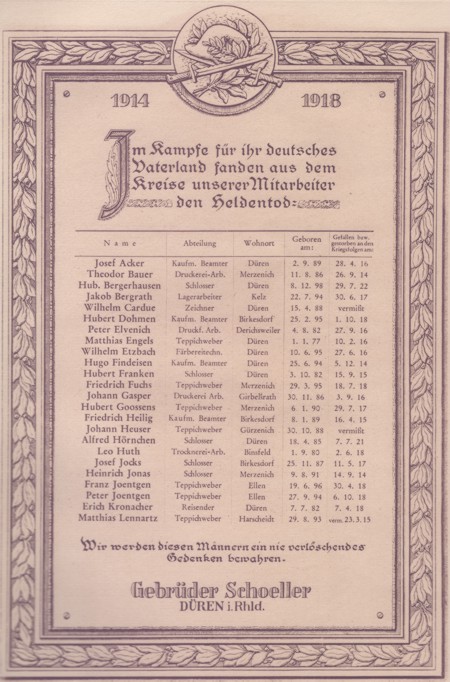 1914 1918
Im Kampfe für ihr deutsches
Vaterland fanden aus dem
Kreise unserer Mitarbeiter
den Heldentod:
Name Abteilung Wohnort Geboren am: Gefallen bzw. gestorben an den Kriegsfolgen am:
Josef Acker Kaufm. Beamter Düren 2. 9. 89 28. 4. 16
Theodor Bauer Druckerei-Arb. Merzenich 11. 8. 86 26. 9. 14
Hub. Bergerhausen Schlosser Düren 8. 12. 98 29. 7. 22
Jakob Bergrath Lagerarbeiter Kelz 22. 7. 94 30. 6. 17
Wilhelm Cardue Zeichner Düren 15. 4. 88 vermißt
Hubert Dohmen Kaufm. Beamter Birkesdorf 25. 2. 95 1. 10. 18
Peter Elvenich Druckf. Arb. Derichsweiler 4. 8. 82 27. 9. 16
Matthias Engels Teppichweber Düren 1. 1. 77 10. 2. 16
Wilhelm Etzbach Färbereitechn. Düren 10. 6. 95 27. 6. 16
Hugo Findeisen Kaufm. Beamter Düren 25. 6. 94 5. 12. 14
Hubert Franken Schlosser Düren 3. 10. 82 15. 9. 15
Friedrich Fuchs Teppichweber Merzenich 29. 3. 95 18. 7. 18
Johann Gasper Druckerei Arb. Girbelrath 30. 11. 86 3. 9. 16
Hubert Goossens Teppichweber Merzenich 6. 1. 90 29. 7. 17
Friedrich Heilig Kaufm. Beamter Birkesdorf 8. 1. 89 16. 4. 15
Johann Heuser Teppichweber Gürzenich 30. 10. 88 vermißt
Alfred Hörnchen Schlosser Düren 18. 4. 85 7. 7. 21
Leo Huth Trocknerei-Arb. Binsfeld 1. 9. 80 2. 6. 18
Josef Jocks Schlosser Birkesdorf 25. 11. 87 11. 5. 17
Heinrich Jonas Schlosser Merzenich 9. 8. 91 14. 9. 14
Franz Joentgen Teppichweber Ellen 19. 6. 96 30. 4. 18
Peter Joentgen Teppichweber Ellen 27. 9. 94 6. 10. 18
Erich Kronacher Reisender Düren 7. 7. 82 7. 4. 18
Matthias Lennartz Teppichweber Harscheidt 29. 8. 93 verm. 23.3.15
Wir werden diesen Männern ein nie verlöschendes
Gedenken bewahren.
Gebrüder Schoeller
DÜREN i. Rhld.